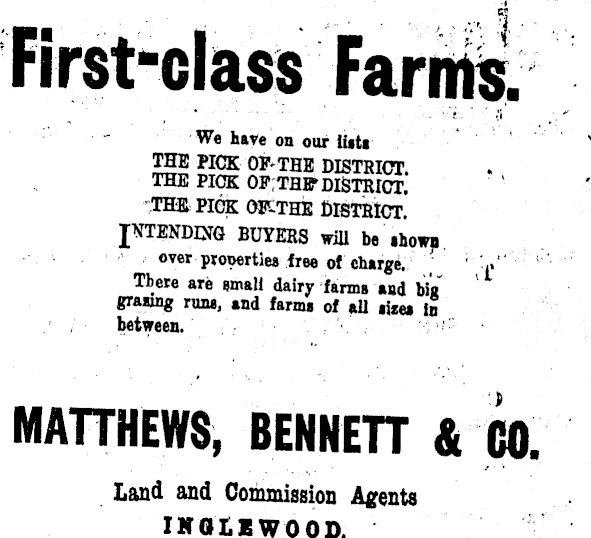 First-class Farms.
We have on our lists
THE PICK OF THE DISTRICT.
THE PICK OF THE DISTRICT.
THE PICK OF THE DISTRICT.
INTENDING BUYERS will be shown
over properties free of charge.
There are small dairy farms and big
grazing runs, and farms of all sizes in
between.
MATTHEWS, BENNETT & CO.
Land and Commission Agents
INGLEWOOD.